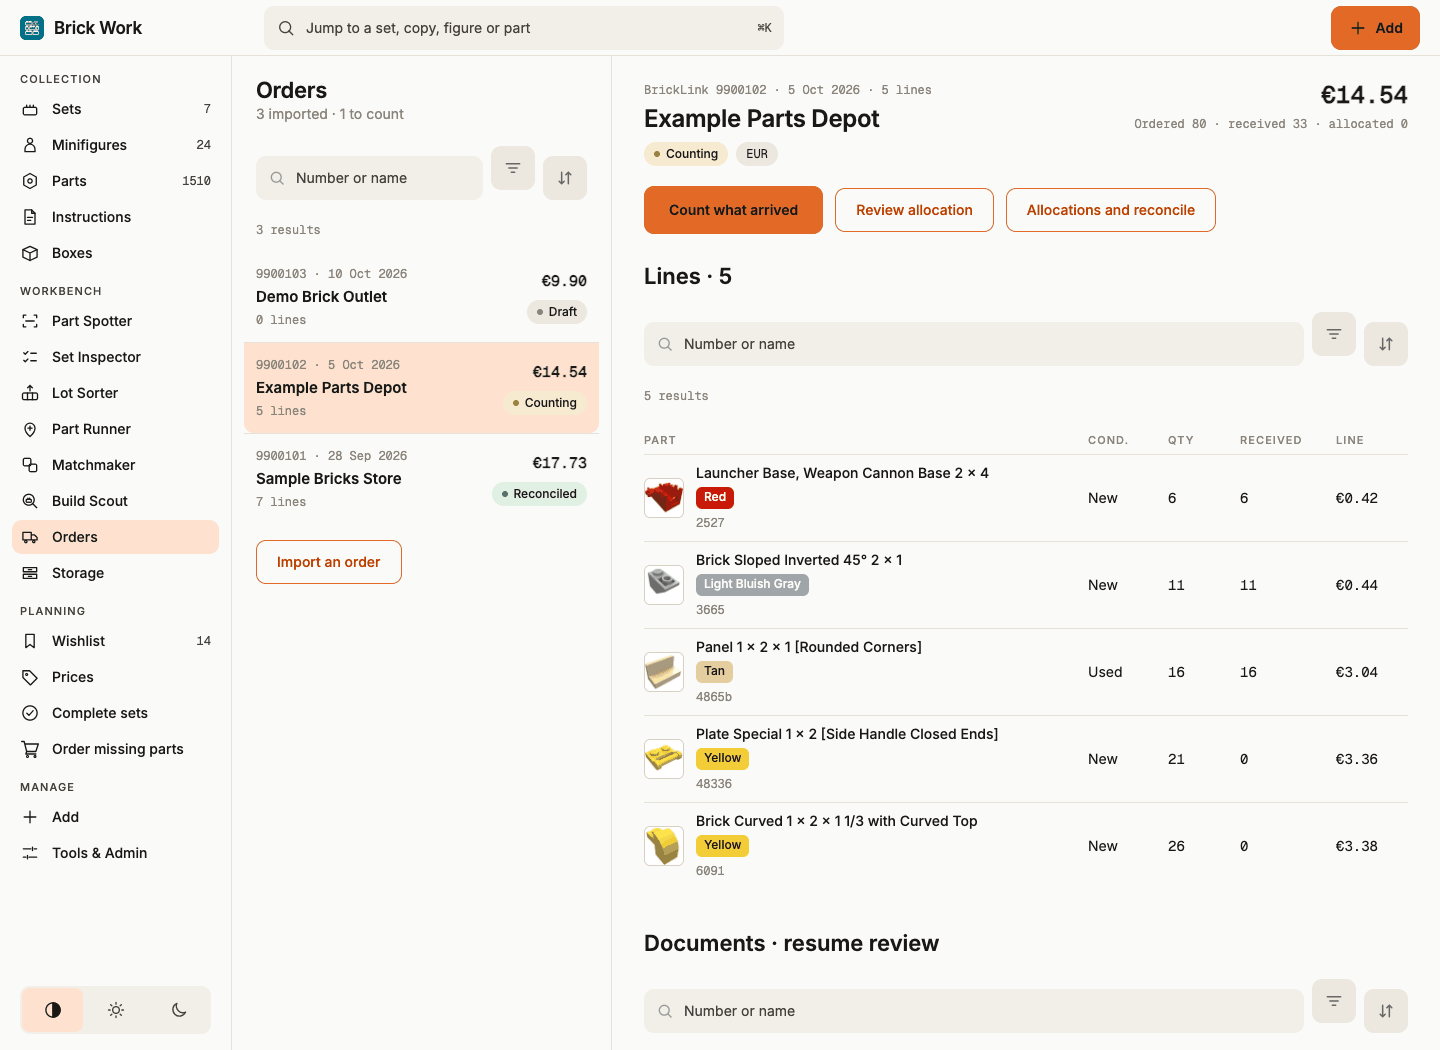 Brick Work
Jump to a set, copy, figure or part
⌘K
Add
COLLECTION
Sets 7
Minifigures 24
Parts 1510
Instructions
Boxes
WORKBENCH
Part Spotter
Set Inspector
Lot Sorter
Part Runner
Matchmaker
Build Scout
Orders
Storage
PLANNING
Wishlist 14
Prices
Complete sets
Order missing parts
MANAGE
Add
Tools & Admin
Orders
3 imported · 1 to count
Number or name
3 results
9900103 · 10 Oct 2026
€9.90
Demo Brick Outlet
Draft
0 lines
9900102 · 5 Oct 2026
€14.54
Example Parts Depot
Counting
5 lines
9900101 · 28 Sep 2026
€17.73
Sample Bricks Store
Reconciled
7 lines
Import an order
BrickLink 9900102 · 5 Oct 2026 · 5 lines
€14.54
Example Parts Depot
Ordered 80 · received 33 · allocated 0
Counting EUR
Count what arrived
Review allocation
Allocations and reconcile
Lines · 5
Number or name
5 results
PART COND. QTY RECEIVED LINE
Launcher Base, Weapon Cannon Base 2 × 4
Red
2527
New 6 6 €0.42
Brick Sloped Inverted 45° 2 × 1
Light Bluish Gray
3665
New 11 11 €0.44
Panel 1 × 2 × 1 [Rounded Corners]
Tan
4865b
Used 16 16 €3.04
Plate Special 1 × 2 [Side Handle Closed Ends]
Yellow
48336
New 21 0 €3.36
Brick Curved 1 × 2 × 1 1/3 with Curved Top
Yellow
6091
New 26 0 €3.38
Documents · resume review
Number or name